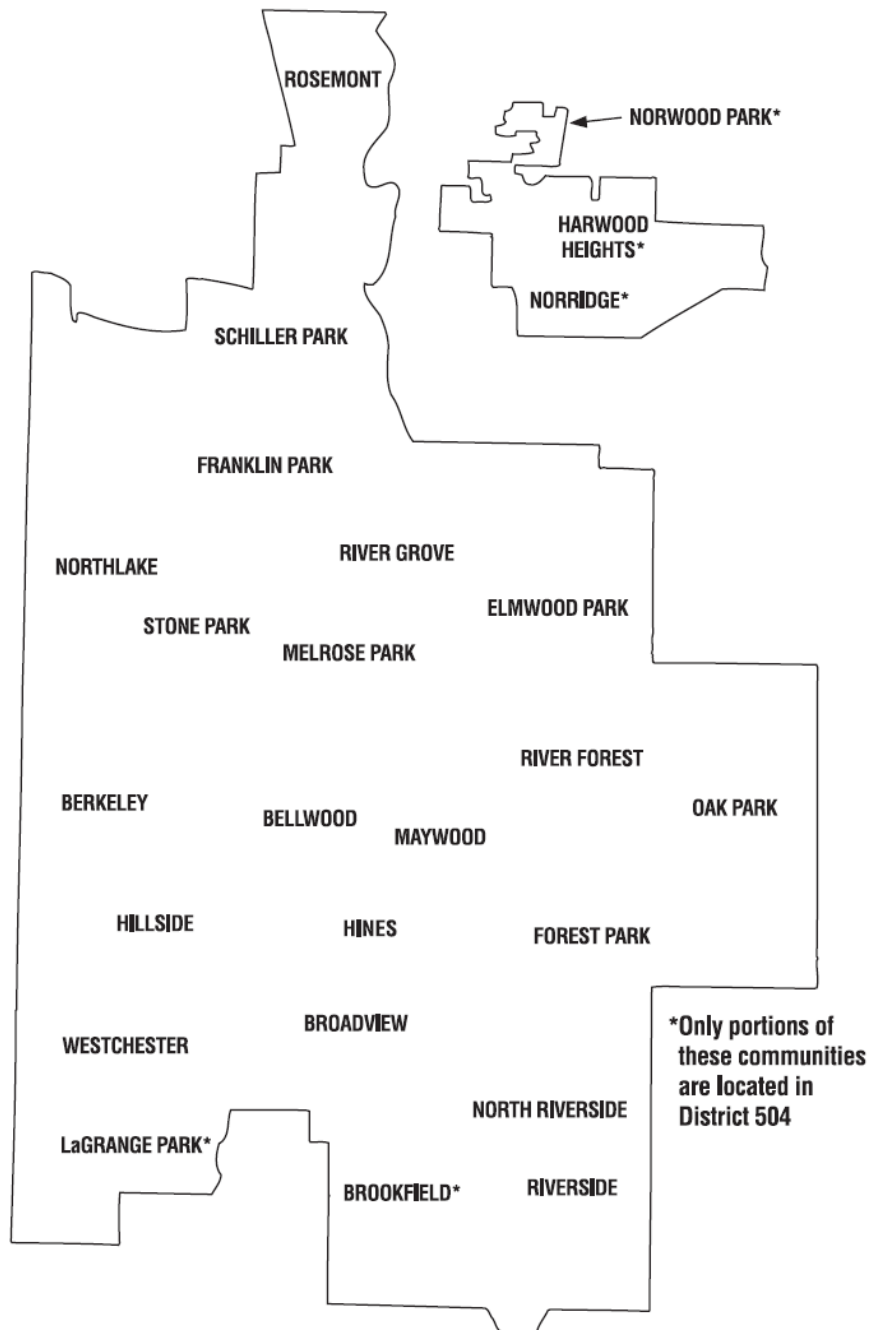 ROSEMONT
NORWOOD PARK*
HARWOOD
HEIGHTS*
NORRIDGE*
SCHILLER PARK
FRANKLIN PARK
RIVER GROVE
NORTHLAKE
ELMWOOD PARK
STONE PARK
MELROSE PARK
RIVER FOREST
BERKELEY
OAK PARK
BELLWOOD
MAYWOOD
HILLSIDE
HINES
FOREST PARK
BROADVIEW
WESTCHESTER
*Only portions of
these communities
are located in
District 504
NORTH RIVERSIDE
LaGRANGE PARK*
BROOKFIELD*
RIVERSIDE